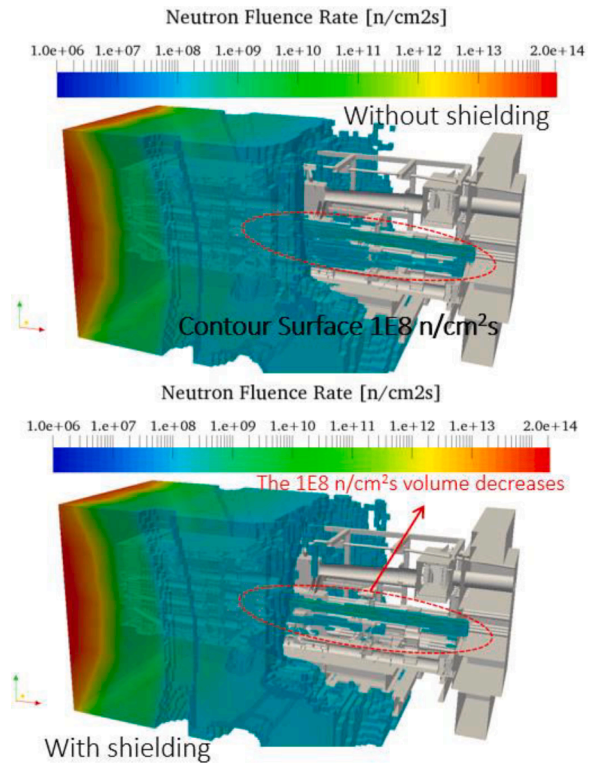 Neutron Fluence Rate [n/cm2s]
1.0e+06 1.e+07 1.e+08 1.e+09 1.e+10 1.e+11 1.e+12 1.e+13 2.0e+14
Without shielding
Contour Surface 1E8 n/cm²s
Neutron Fluence Rate [n/cm2s]
1.0e+06 1.e+07 1.e+08 1.e+09 1.e+10 1.e+11 1.e+12 1.e+13 2.0e+14
The 1E8 n/cm²s volume decreases
With shielding